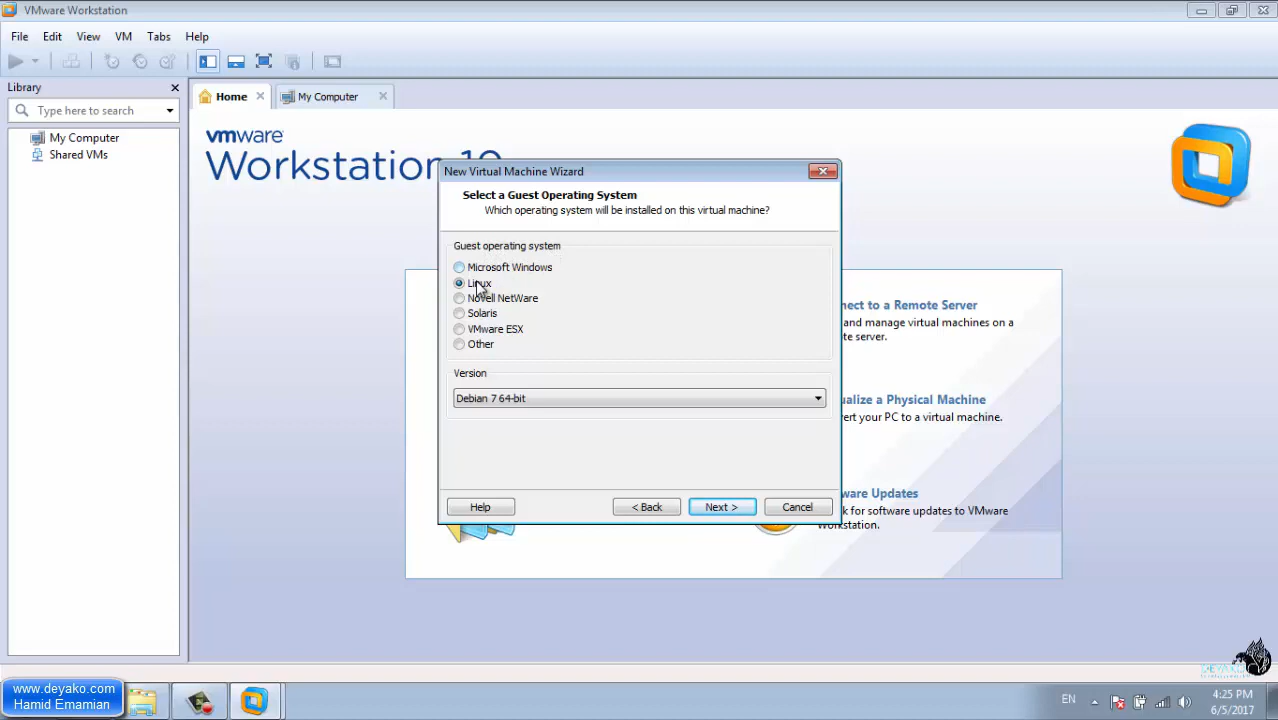 VMware Workstation
File Edit View VM Tabs Help
Library
Type here to search
My Computer
Shared VMs
Home
My Computer
vmware
Workstation 10
New Virtual Machine Wizard
Select a Guest Operating System
Which operating system will be installed on this virtual machine?
Guest operating system
Microsoft Windows
Linux
Novell NetWare
Solaris
VMware ESX
Other
Version
Debian 7 64-bit
Help
< Back
Next >
Cancel
nect to a Remote Server
and manage virtual machines on a
te server.
ualize a Physical Machine
vert your PC to a virtual machine.
ware Updates
k for software updates to VMware
Workstation.
DEYAKO
www.deyako.com
Hamid Emamian
EN
4:25 PM
6/5/2017